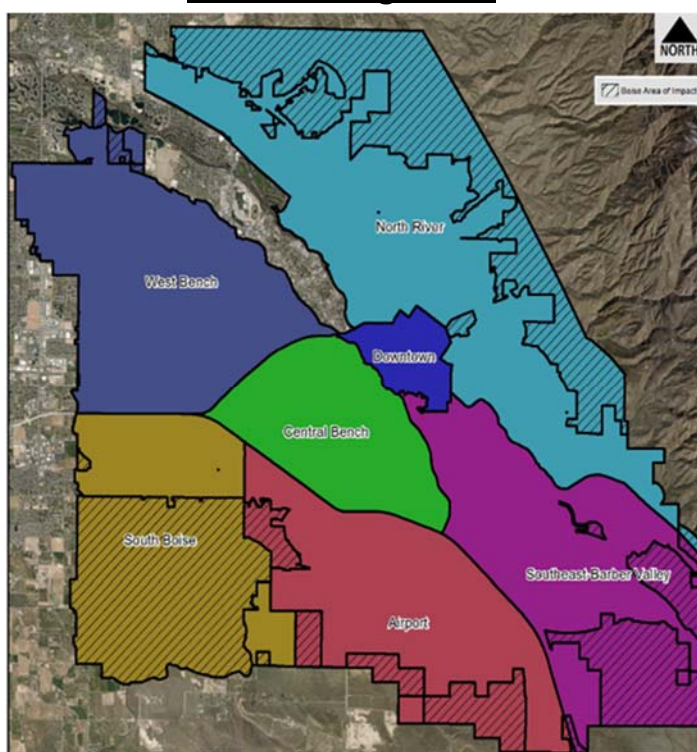 NORTH
Boise Area of Impact
North River
West Bench
Downtown
Central Bench
South Boise
Southeast-Barber Valley
Airport